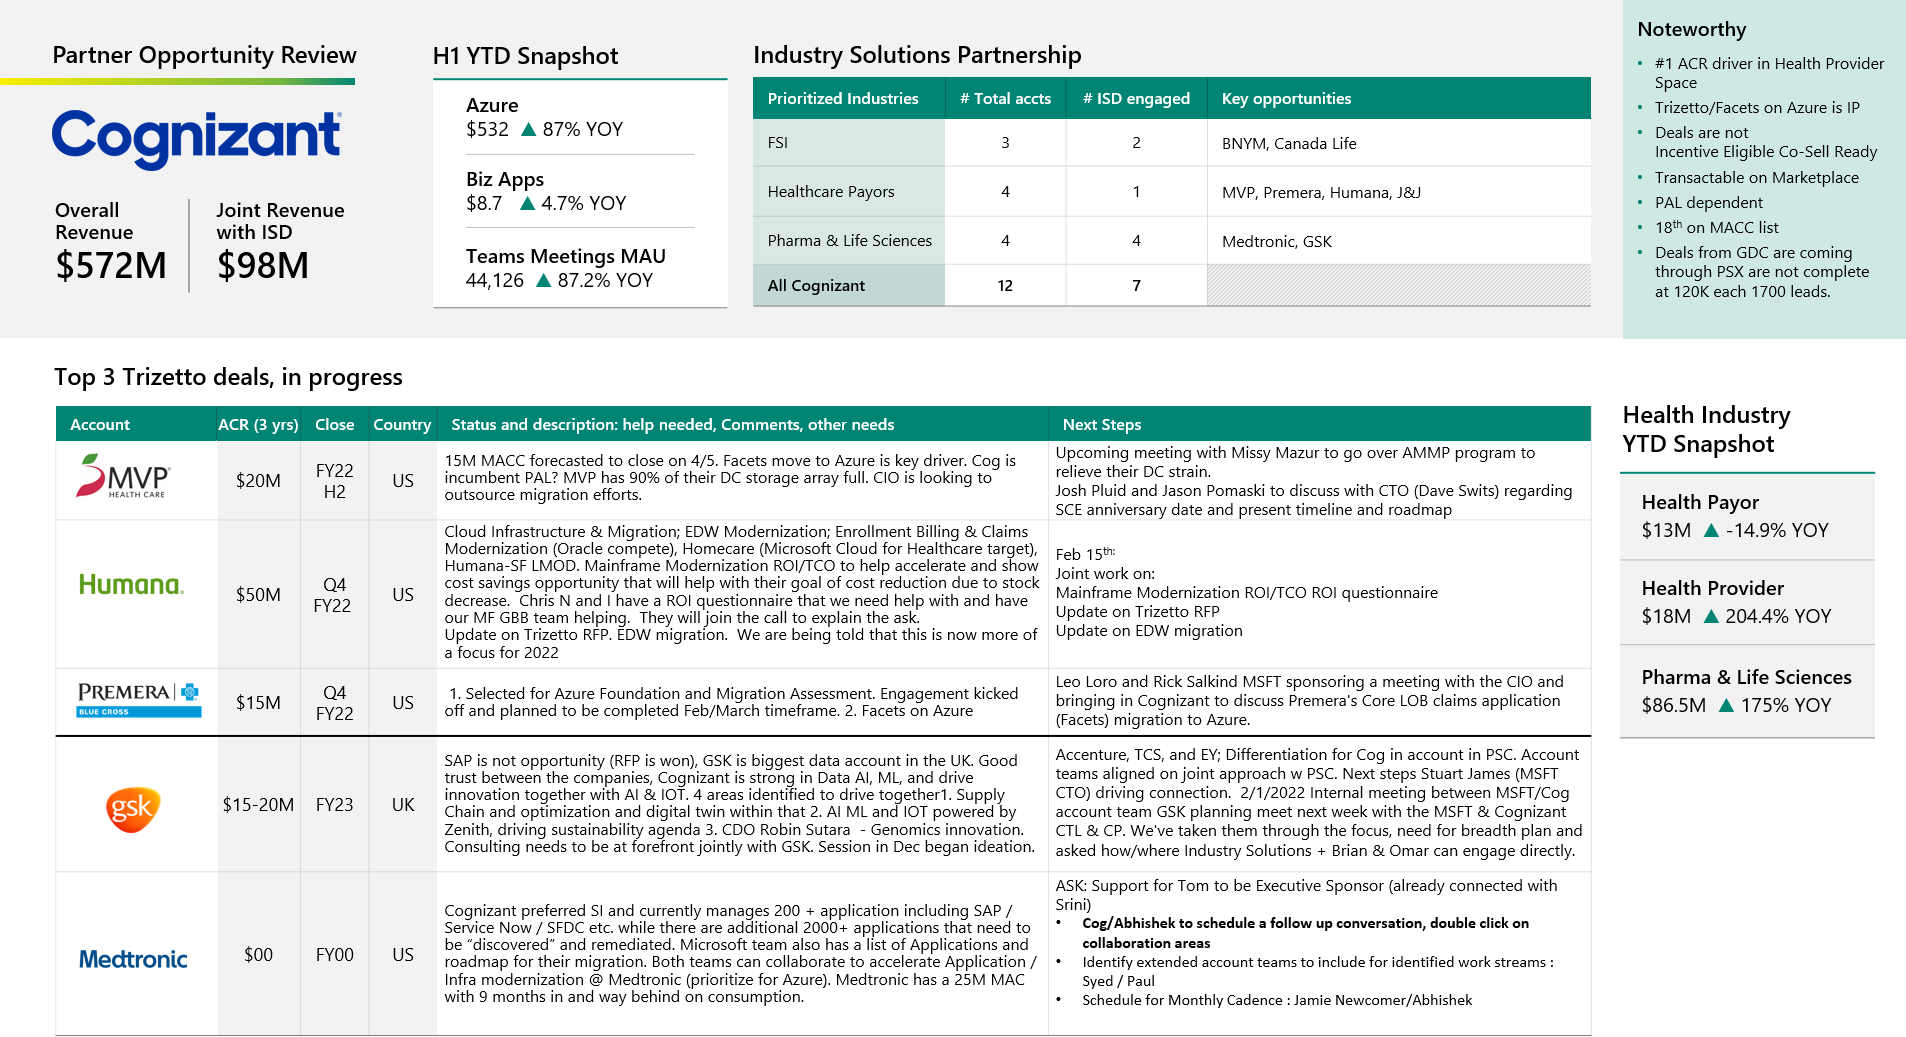 Partner Opportunity Review
Cognizant
Overall
Revenue
$572M
Joint Revenue
with ISD
$98M
H1 YTD Snapshot
Azure
$532 ▲ 87% YOY
Biz Apps
$8.7 ▲ 4.7% YOY
Teams Meetings MAU
44,126 ▲ 87.2% YOY
Industry Solutions Partnership
Prioritized Industries # Total accts # ISD engaged Key opportunities
FSI 3 2 BNYM, Canada Life
Healthcare Payors 4 1 MVP, Premera, Humana, J&J
Pharma & Life Sciences 4 4 Medtronic, GSK
All Cognizant 12 7
Noteworthy
• #1 ACR driver in Health Provider
Space
• Trizetto/Facets on Azure is IP
• Deals are not
Incentive Eligible Co-Sell Ready
• Transactable on Marketplace
• PAL dependent
• 18th on MACC list
• Deals from GDC are coming
through PSX are not complete
at 120K each 1700 leads.
Top 3 Trizetto deals, in progress
Account ACR (3 yrs) Close Country Status and description: help needed, Comments, other needs Next Steps
MVP
HEALTH CARE
$20M
FY22
H2
US
15M MACC forecasted to close on 4/5. Facets move to Azure is key driver. Cog is
incumbent PAL? MVP has 90% of their DC storage array full. CIO is looking to
outsource migration efforts.
Upcoming meeting with Missy Mazur to go over AMMP program to
relieve their DC strain.
Josh Pluid and Jason Pomaski to discuss with CTO (Dave Swits) regarding
SCE anniversary date and present timeline and roadmap
Humana.
$50M
Q4
FY22
US
Cloud Infrastructure & Migration; EDW Modernization; Enrollment Billing & Claims
Modernization (Oracle compete), Homecare (Microsoft Cloud for Healthcare target),
Humana-SF LMOD. Mainframe Modernization ROI/TCO to help accelerate and show
cost savings opportunity that will help with their goal of cost reduction due to stock
decrease. Chris N and I have a ROI questionnaire that we need help with and have
our MF GBB team helping. They will join the call to explain the ask.
Update on Trizetto RFP. EDW migration. We are being told that this is now more of
a focus for 2022
Feb 15th:
Joint work on:
Mainframe Modernization ROI/TCO ROI questionnaire
Update on Trizetto RFP
Update on EDW migration
PREMERA
BLUE CROSS
$15M
Q4
FY22
US
1. Selected for Azure Foundation and Migration Assessment. Engagement kicked
off and planned to be completed Feb/March timeframe. 2. Facets on Azure
Leo Loro and Rick Salkind MSFT sponsoring a meeting with the CIO and
bringing in Cognizant to discuss Premera's Core LOB claims application
(Facets) migration to Azure.
gsk
$15-20M
FY23
UK
SAP is not opportunity (RFP is won), GSK is biggest data account in the UK. Good
trust between the companies, Cognizant is strong in Data AI, ML, and drive
innovation together with AI & IOT. 4 areas identified to drive together1. Supply
Chain and optimization and digital twin within that 2. AI ML and IOT powered by
Zenith, driving sustainability agenda 3. CDO Robin Sutara - Genomics innovation.
Consulting needs to be at forefront jointly with GSK. Session in Dec began ideation.
Accenture, TCS, and EY; Differentiation for Cog in account in PSC. Account
teams aligned on joint approach w PSC. Next steps Stuart James (MSFT
CTO) driving connection. 2/1/2022 Internal meeting between MSFT/Cog
account team GSK planning meet next week with the MSFT & Cognizant
CTL & CP. We've taken them through the focus, need for breadth plan and
asked how/where Industry Solutions + Brian & Omar can engage directly.
Medtronic
$00
FY00
US
Cognizant preferred SI and currently manages 200 + application including SAP /
Service Now / SFDC etc. while there are additional 2000+ applications that need to
be “discovered” and remediated. Microsoft team also has a list of Applications and
roadmap for their migration. Both teams can collaborate to accelerate Application /
Infra modernization @ Medtronic (prioritize for Azure). Medtronic has a 25M MAC
with 9 months in and way behind on consumption.
ASK: Support for Tom to be Executive Sponsor (already connected with
Srini)
• Cog/Abhishek to schedule a follow up conversation, double click on
collaboration areas
• Identify extended account teams to include for identified work streams :
Syed / Paul
• Schedule for Monthly Cadence : Jamie Newcomer/Abhishek
Health Industry
YTD Snapshot
Health Payor
$13M ▲ -14.9% YOY
Health Provider
$18M ▲ 204.4% YOY
Pharma & Life Sciences
$86.5M ▲ 175% YOY